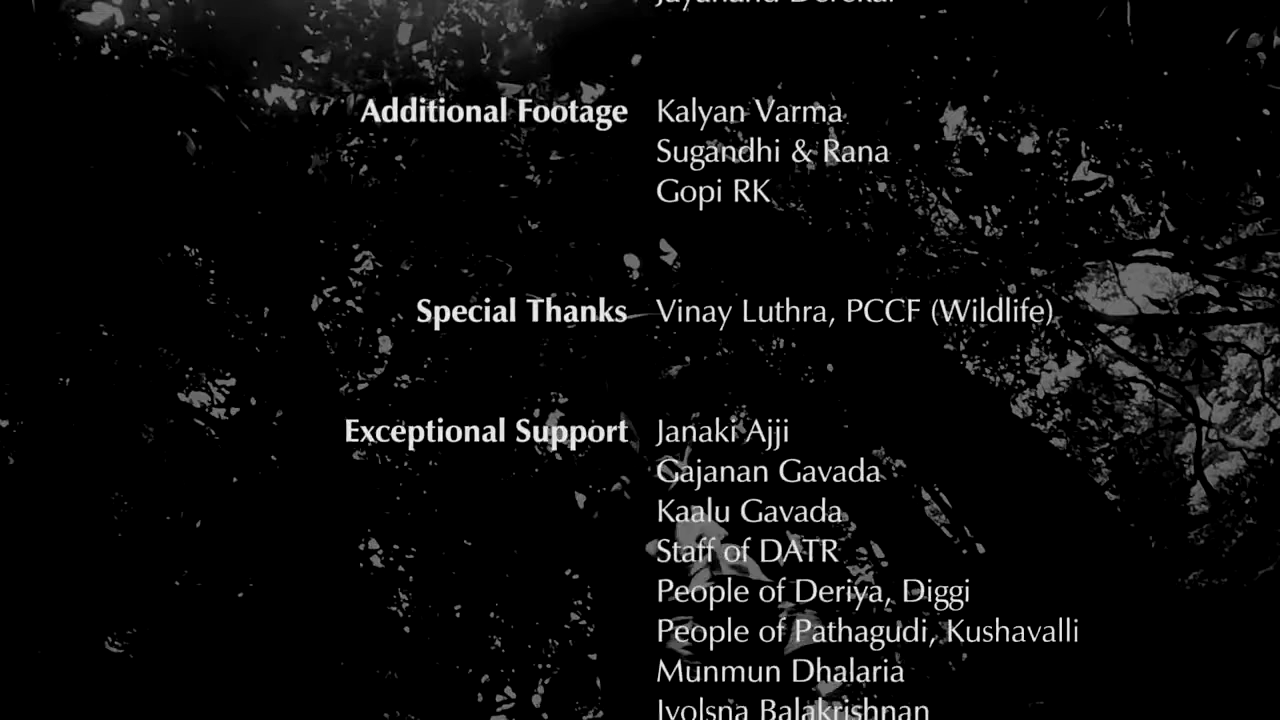 Additional Footage Kalyan Varma
Sugandhi & Rana
Gopi RK
Special Thanks Vinay Luthra, PCCF (Wildlife)
Exceptional Support Janaki Ajji
Gajanan Gavada
Kaalu Gavada
Staff of DATR
People of Deriya, Diggi
People of Pathagudi, Kushavalli
Munmun Dhalaria
Balakrishnan